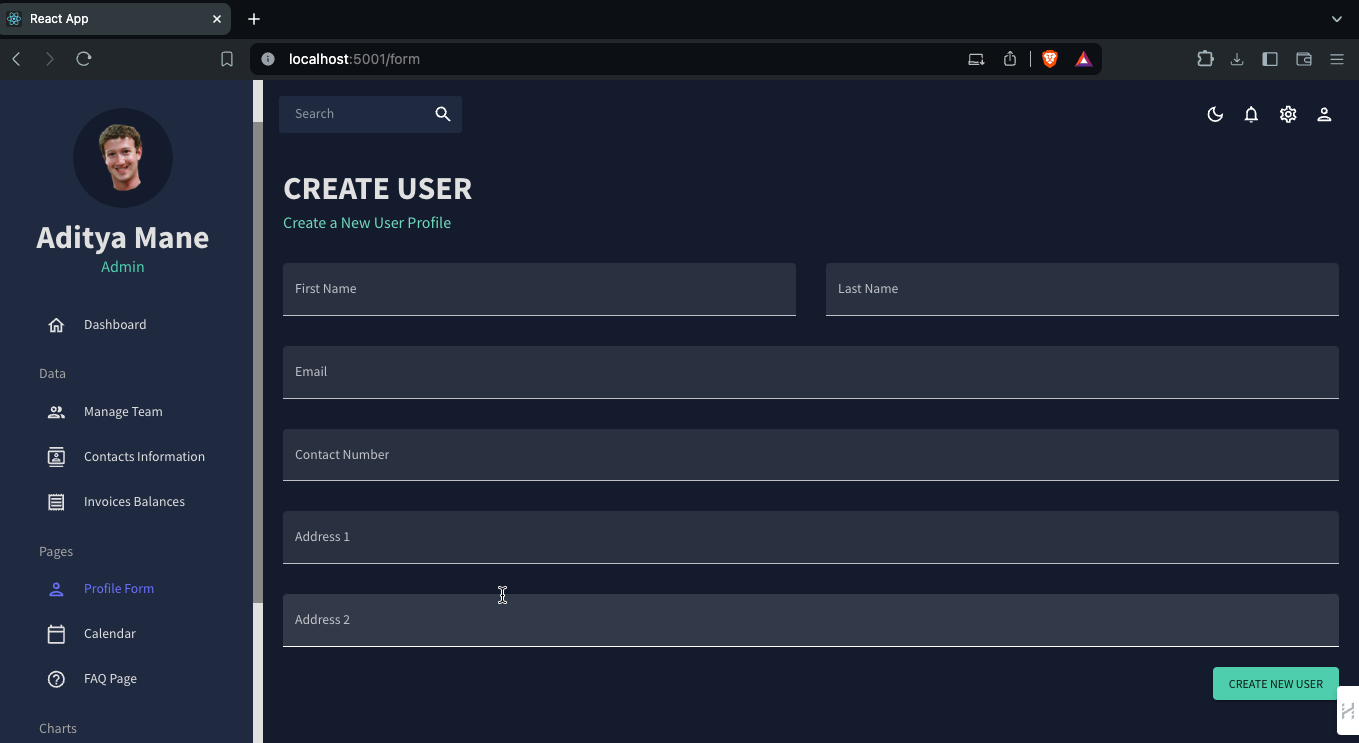 React App
localhost:5001/form
Search
Aditya Mane
Admin
Dashboard
Data
Manage Team
Contacts Information
Invoices Balances
Pages
Profile Form
Calendar
FAQ Page
Charts
CREATE USER
Create a New User Profile
First Name
Last Name
Email
Contact Number
Address 1
Address 2
CREATE NEW USER